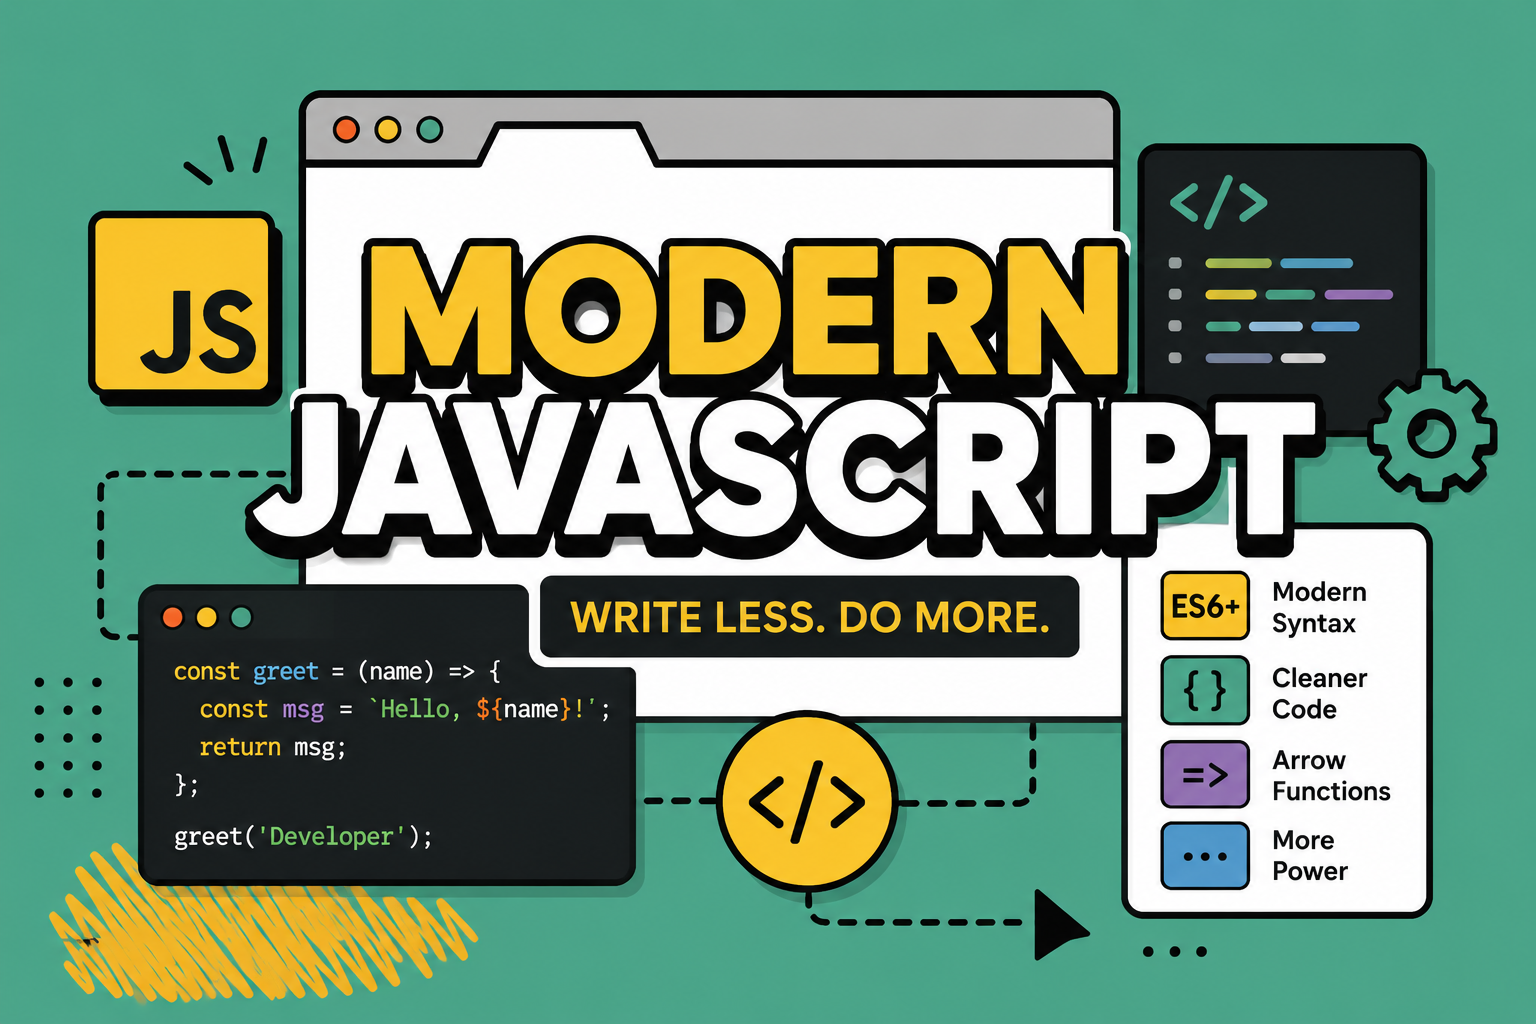 JS
MODERN
JAVASCRIPT
WRITE LESS. DO MORE.
</>
const greet = (name) => {
  const msg = `Hello, ${name}!`;
  return msg;
};
greet('Developer');
</>
ES6+
Modern
Syntax
{ }
Cleaner
Code
=>
Arrow
Functions
...
More
Power